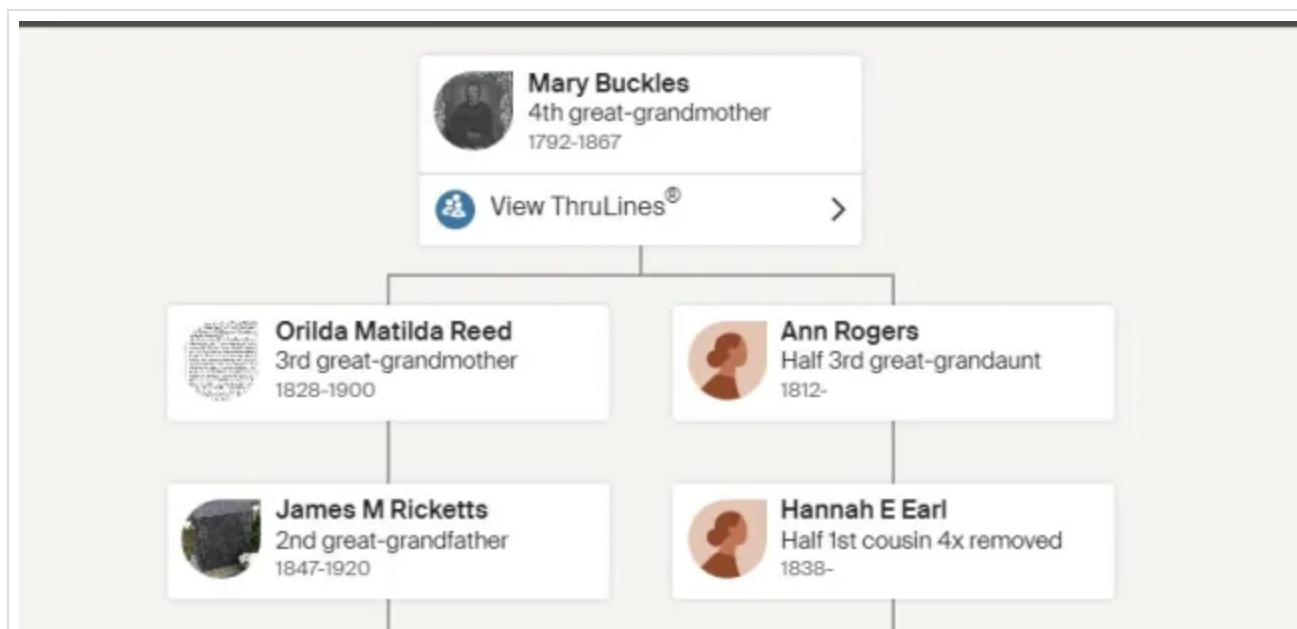 Mary Buckles
4th great-grandmother
1792-1867
View ThruLines®
Orilda Matilda Reed
3rd great-grandmother
1828-1900
Ann Rogers
Half 3rd great-grandaunt
1812-
James M Ricketts
2nd great-grandfather
1847-1920
Hannah E Earl
Half 1st cousin 4x removed
1838-